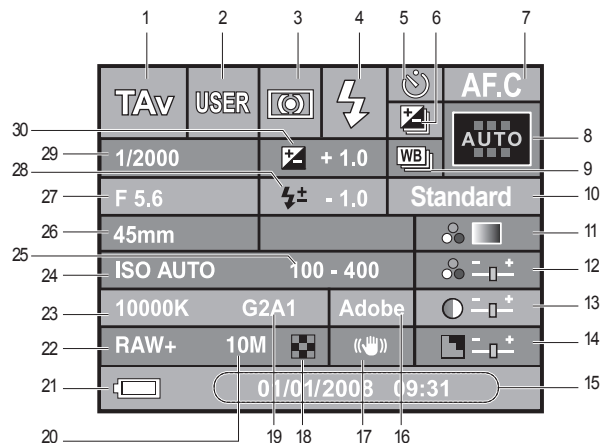 1 2 3 4 5 6 7
TAv USER AF.C
30 AUTO 8
29 1/2000 + 1.0 WB 9
28
27 F 5.6 - 1.0 Standard 10
26 45mm 11
25
24 ISO AUTO 100 - 400 - + 12
23 10000K G2A1 Adobe - + 13
22 RAW+ 10M - + 14
21 01/01/2008 09:31 15
20 19 18 17 16